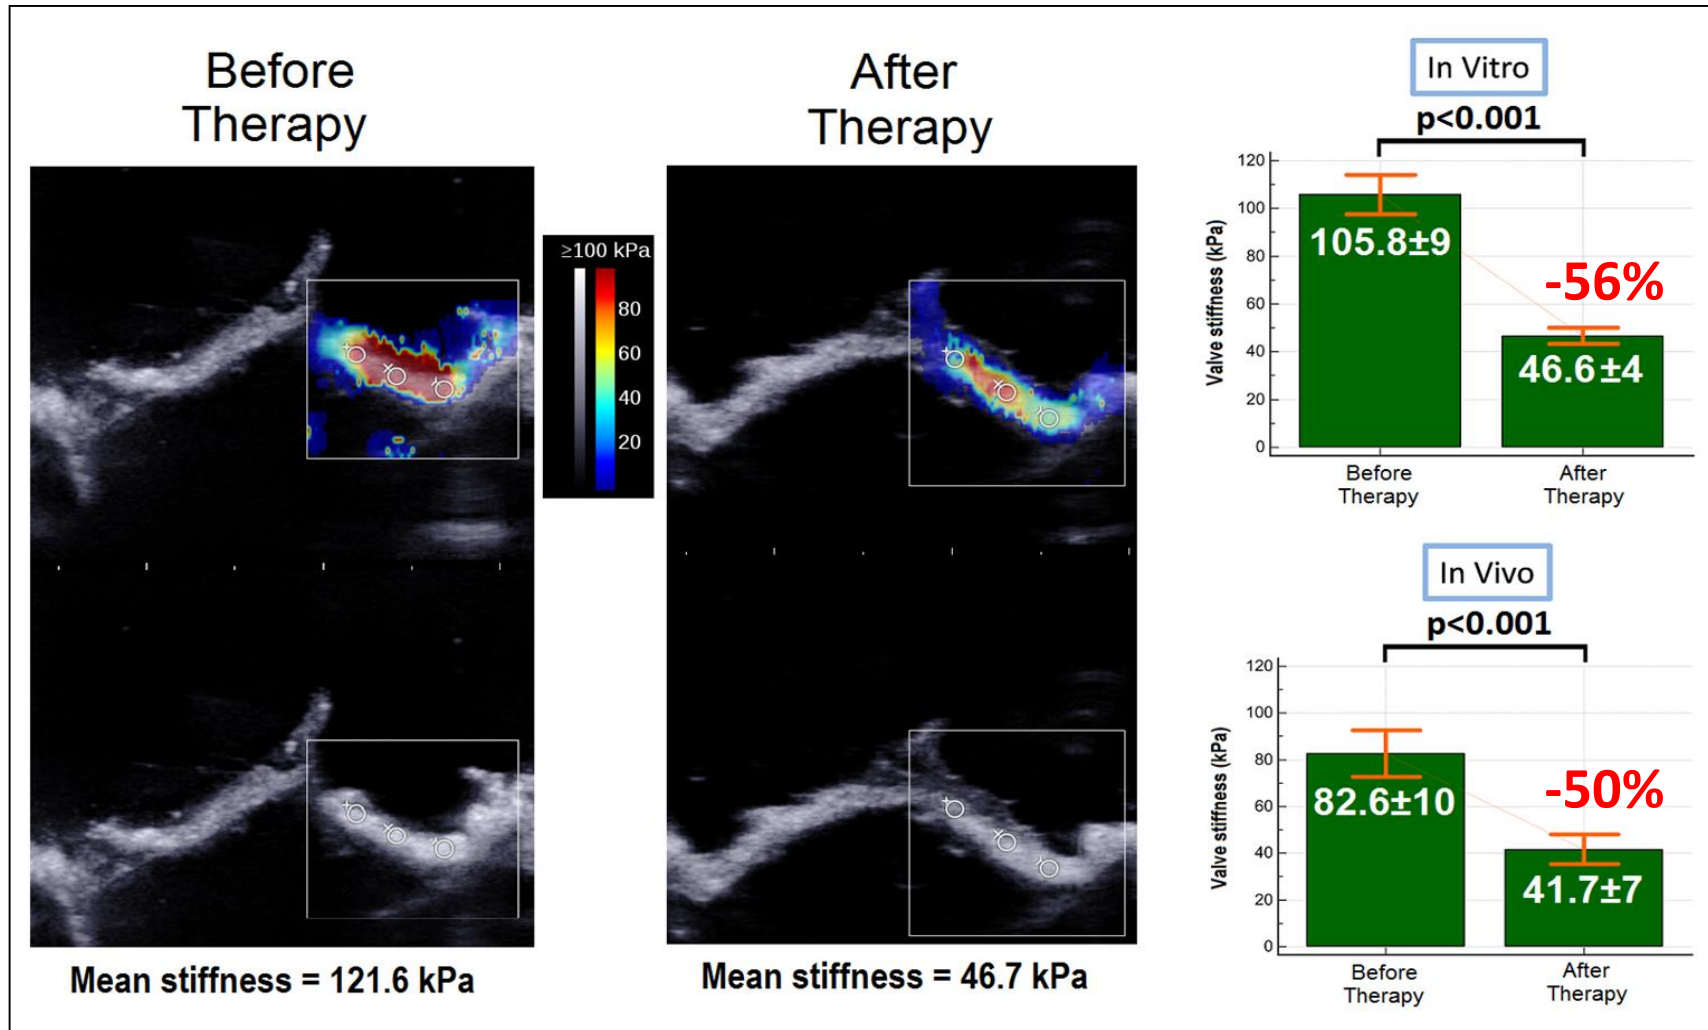 Before
Therapy
After
Therapy
≥100 kPa
80
60
40
20
Mean stiffness = 121.6 kPa
Mean stiffness = 46.7 kPa
In Vitro
p<0.001
Valve stiffness (kPa)
120
100
80
60
40
20
0
105.8±9
-56%
46.6±4
Before
Therapy
After
Therapy
In Vivo
p<0.001
Valve stiffness (kPa)
120
100
80
60
40
20
0
82.6±10
-50%
41.7±7
Before
Therapy
After
Therapy